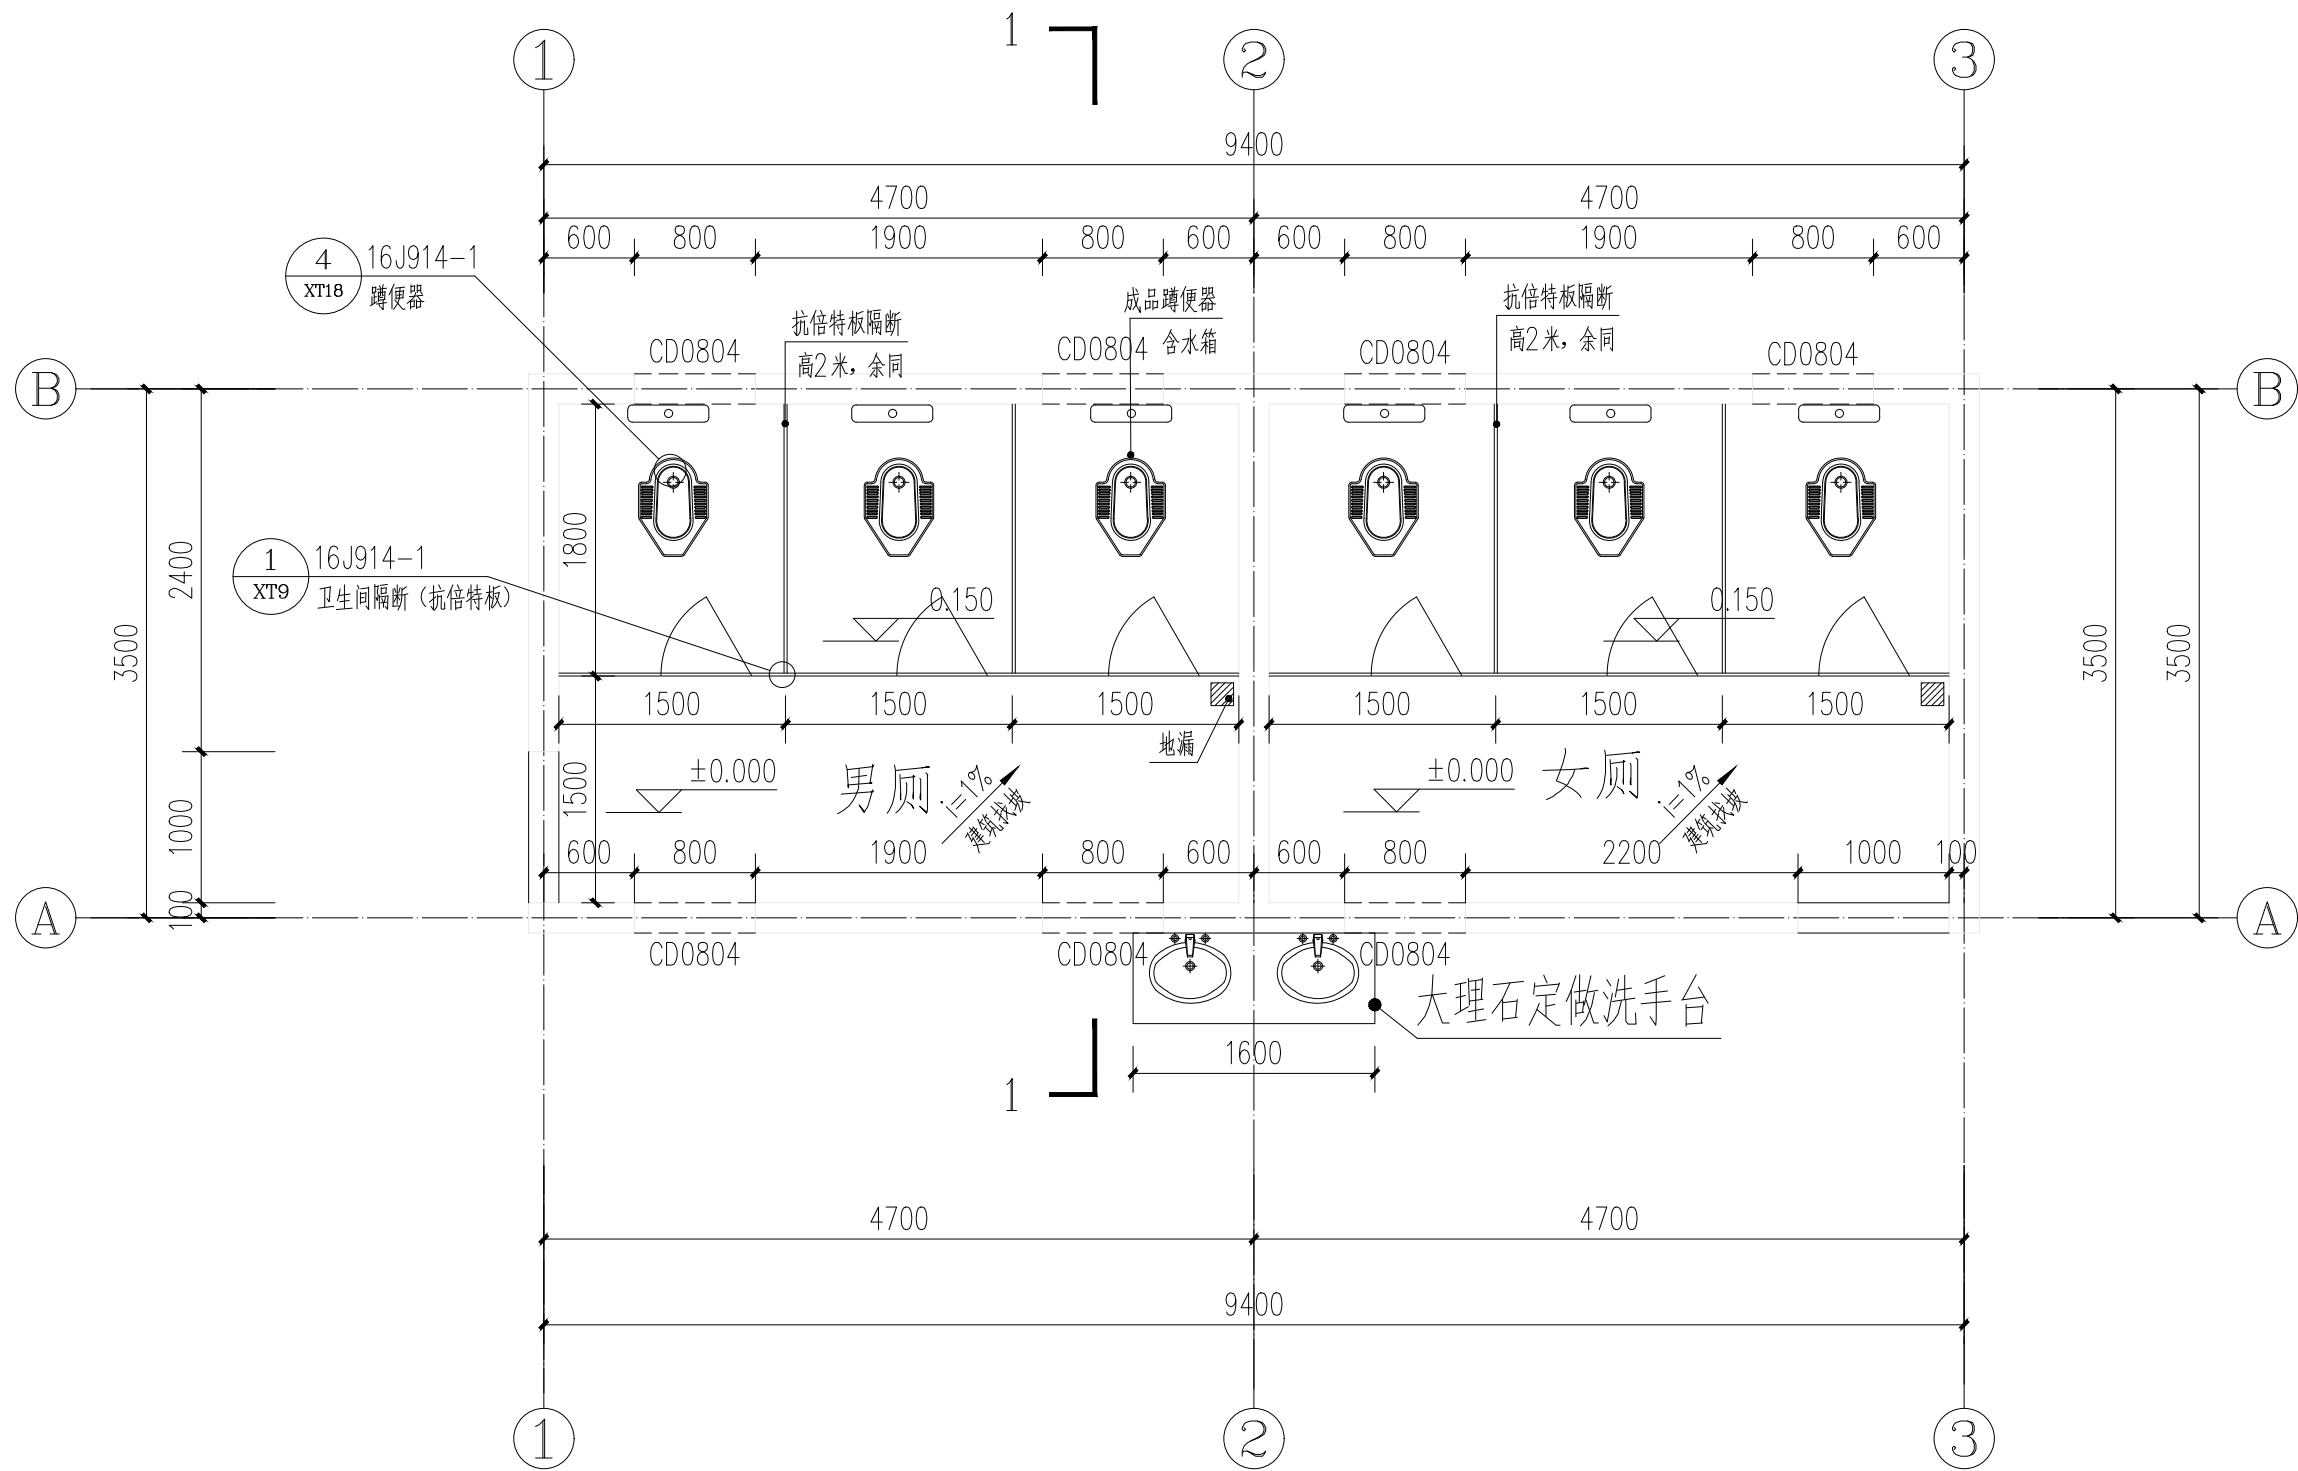 1
1 2 3
9400
4700 4700
600 800 1900 800 600 600 800 1900 800 600
4 16J914-1
XT18 蹲便器
抗倍特板隔断
高2米，余同
成品蹲便器
含水箱
抗倍特板隔断
高2米，余同
CD0804 CD0804 CD0804 CD0804
B B
1800
2400
3500
3500
3500
1 16J914-1
XT9 卫生间隔断（抗倍特板）
0.150 0.150
1500 1500 1500 1500 1500 1500
地漏
±0.000 男厕 ±0.000 女厕
i=1%
建筑找坡
i=1%
建筑找坡
1500
1000
100
600 800 1900 800 600 600 800 2200 1000 100
A A
CD0804 CD0804 CD0804
大理石定做洗手台
1600
1
4700 4700
9400
1 2 3